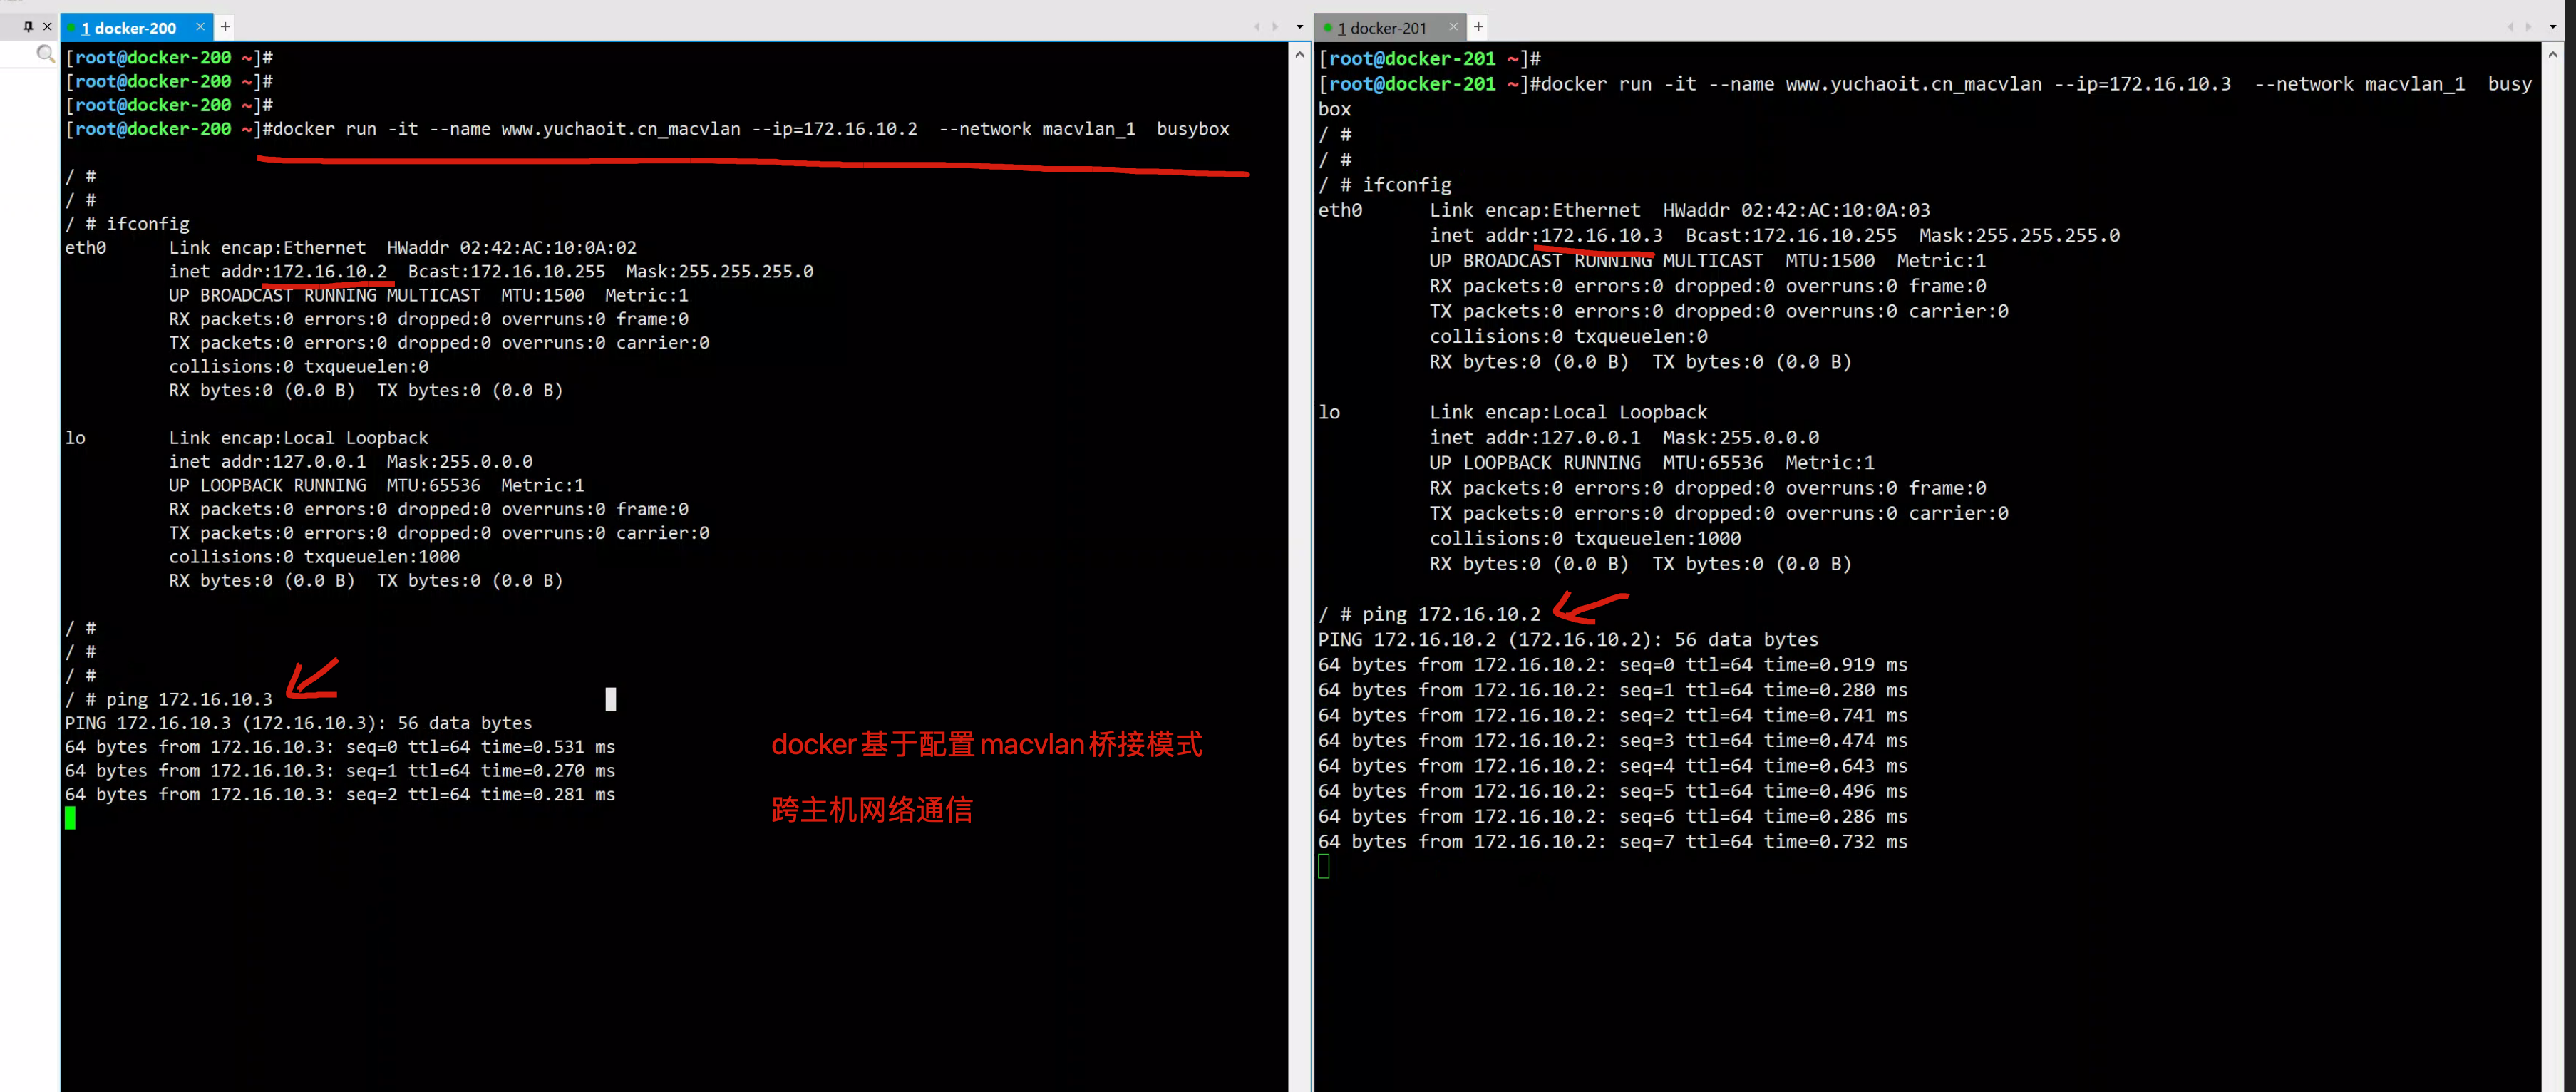 1 docker-200
[root@docker-200 ~]#
[root@docker-200 ~]#
[root@docker-200 ~]#
[root@docker-200 ~]#docker run -it --name www.yuchaoit.cn_macvlan --ip=172.16.10.2  --network macvlan_1  busybox
/ #
/ #
/ # ifconfig
eth0      Link encap:Ethernet  HWaddr 02:42:AC:10:0A:02
          inet addr:172.16.10.2  Bcast:172.16.10.255  Mask:255.255.255.0
          UP BROADCAST RUNNING MULTICAST  MTU:1500  Metric:1
          RX packets:0 errors:0 dropped:0 overruns:0 frame:0
          TX packets:0 errors:0 dropped:0 overruns:0 carrier:0
          collisions:0 txqueuelen:0
          RX bytes:0 (0.0 B)  TX bytes:0 (0.0 B)
lo        Link encap:Local Loopback
          inet addr:127.0.0.1  Mask:255.0.0.0
          UP LOOPBACK RUNNING  MTU:65536  Metric:1
          RX packets:0 errors:0 dropped:0 overruns:0 frame:0
          TX packets:0 errors:0 dropped:0 overruns:0 carrier:0
          collisions:0 txqueuelen:1000
          RX bytes:0 (0.0 B)  TX bytes:0 (0.0 B)
/ #
/ #
/ #
/ # ping 172.16.10.3
PING 172.16.10.3 (172.16.10.3): 56 data bytes
64 bytes from 172.16.10.3: seq=0 ttl=64 time=0.531 ms
64 bytes from 172.16.10.3: seq=1 ttl=64 time=0.270 ms
64 bytes from 172.16.10.3: seq=2 ttl=64 time=0.281 ms
docker基于配置macvlan桥接模式
跨主机网络通信
1 docker-201
[root@docker-201 ~]#
[root@docker-201 ~]#docker run -it --name www.yuchaoit.cn_macvlan --ip=172.16.10.3  --network macvlan_1  busy
box
/ #
/ #
/ # ifconfig
eth0      Link encap:Ethernet  HWaddr 02:42:AC:10:0A:03
          inet addr:172.16.10.3  Bcast:172.16.10.255  Mask:255.255.255.0
          UP BROADCAST RUNNING MULTICAST  MTU:1500  Metric:1
          RX packets:0 errors:0 dropped:0 overruns:0 frame:0
          TX packets:0 errors:0 dropped:0 overruns:0 carrier:0
          collisions:0 txqueuelen:0
          RX bytes:0 (0.0 B)  TX bytes:0 (0.0 B)
lo        Link encap:Local Loopback
          inet addr:127.0.0.1  Mask:255.0.0.0
          UP LOOPBACK RUNNING  MTU:65536  Metric:1
          RX packets:0 errors:0 dropped:0 overruns:0 frame:0
          TX packets:0 errors:0 dropped:0 overruns:0 carrier:0
          collisions:0 txqueuelen:1000
          RX bytes:0 (0.0 B)  TX bytes:0 (0.0 B)
/ # ping 172.16.10.2
PING 172.16.10.2 (172.16.10.2): 56 data bytes
64 bytes from 172.16.10.2: seq=0 ttl=64 time=0.919 ms
64 bytes from 172.16.10.2: seq=1 ttl=64 time=0.280 ms
64 bytes from 172.16.10.2: seq=2 ttl=64 time=0.741 ms
64 bytes from 172.16.10.2: seq=3 ttl=64 time=0.474 ms
64 bytes from 172.16.10.2: seq=4 ttl=64 time=0.643 ms
64 bytes from 172.16.10.2: seq=5 ttl=64 time=0.496 ms
64 bytes from 172.16.10.2: seq=6 ttl=64 time=0.286 ms
64 bytes from 172.16.10.2: seq=7 ttl=64 time=0.732 ms